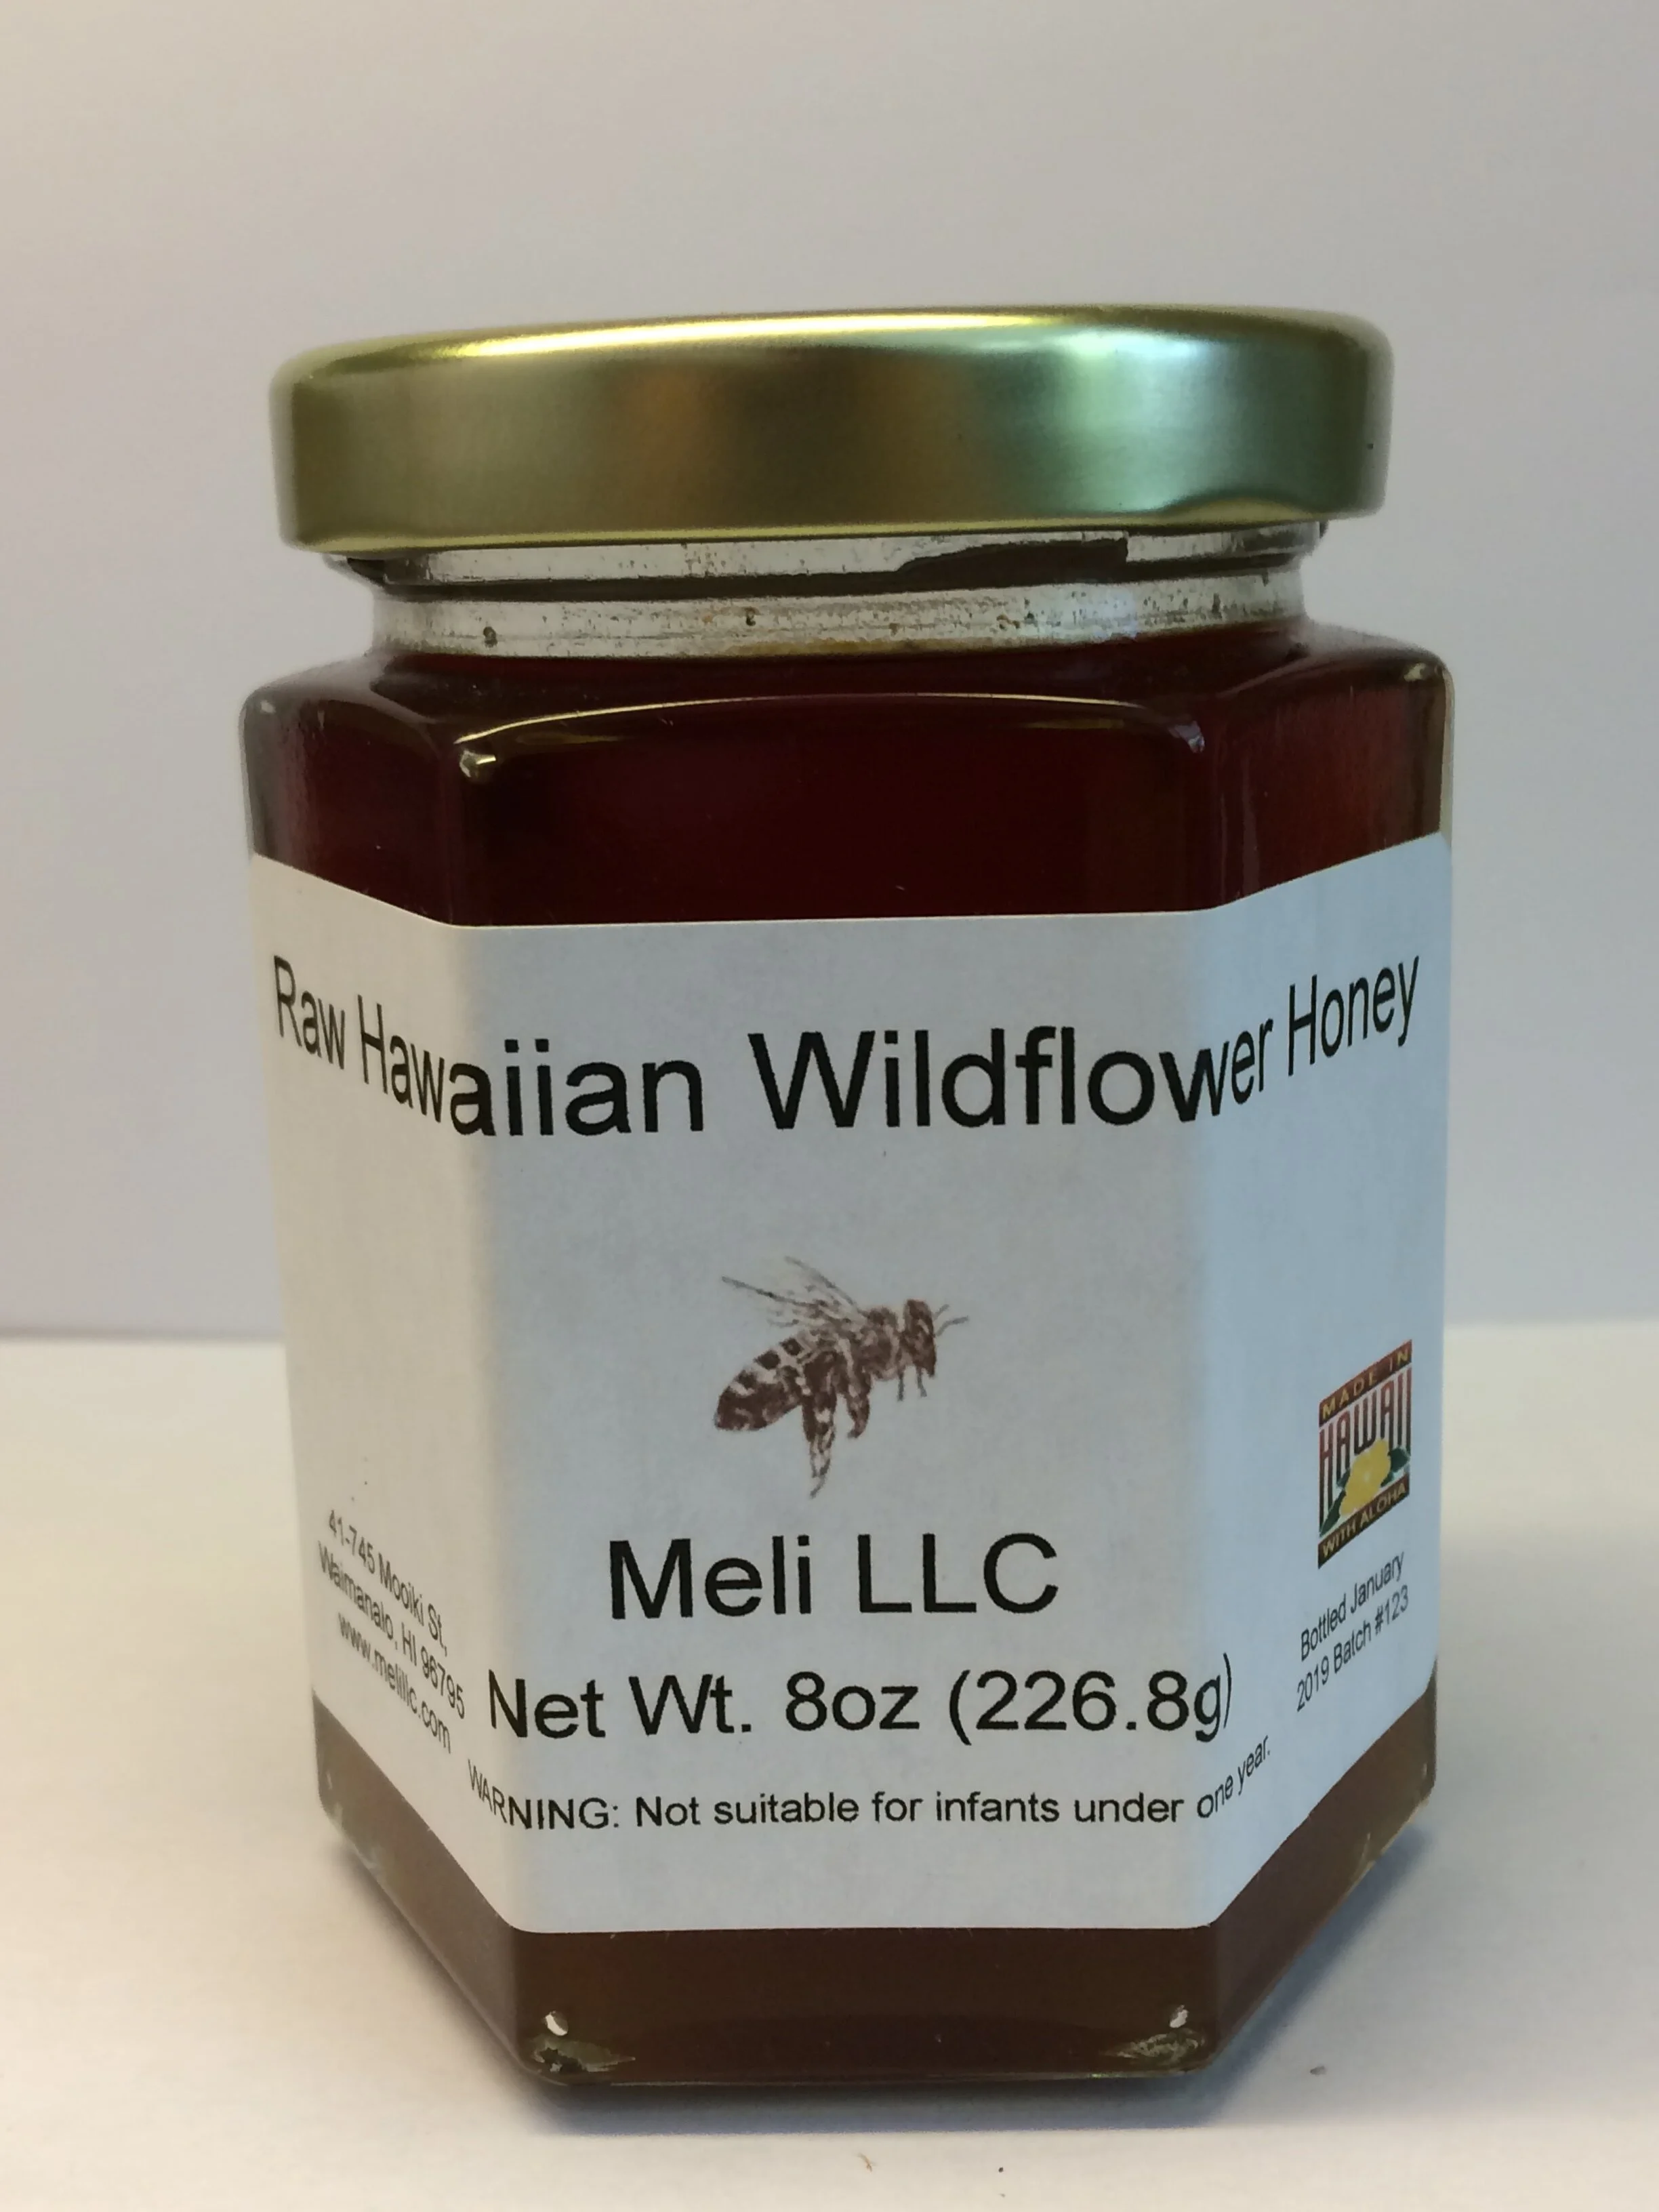 Raw Hawaiian Wildflower Honey
MADE IN
HAWAII
WITH ALOHA
Meli LLC
41-745 Mooiki St,
Waimanalo, HI 96795
www.melillc.com
Bottled January
2019 Batch #123
Net Wt. 8oz (226.8g)
WARNING: Not suitable for infants under one year.